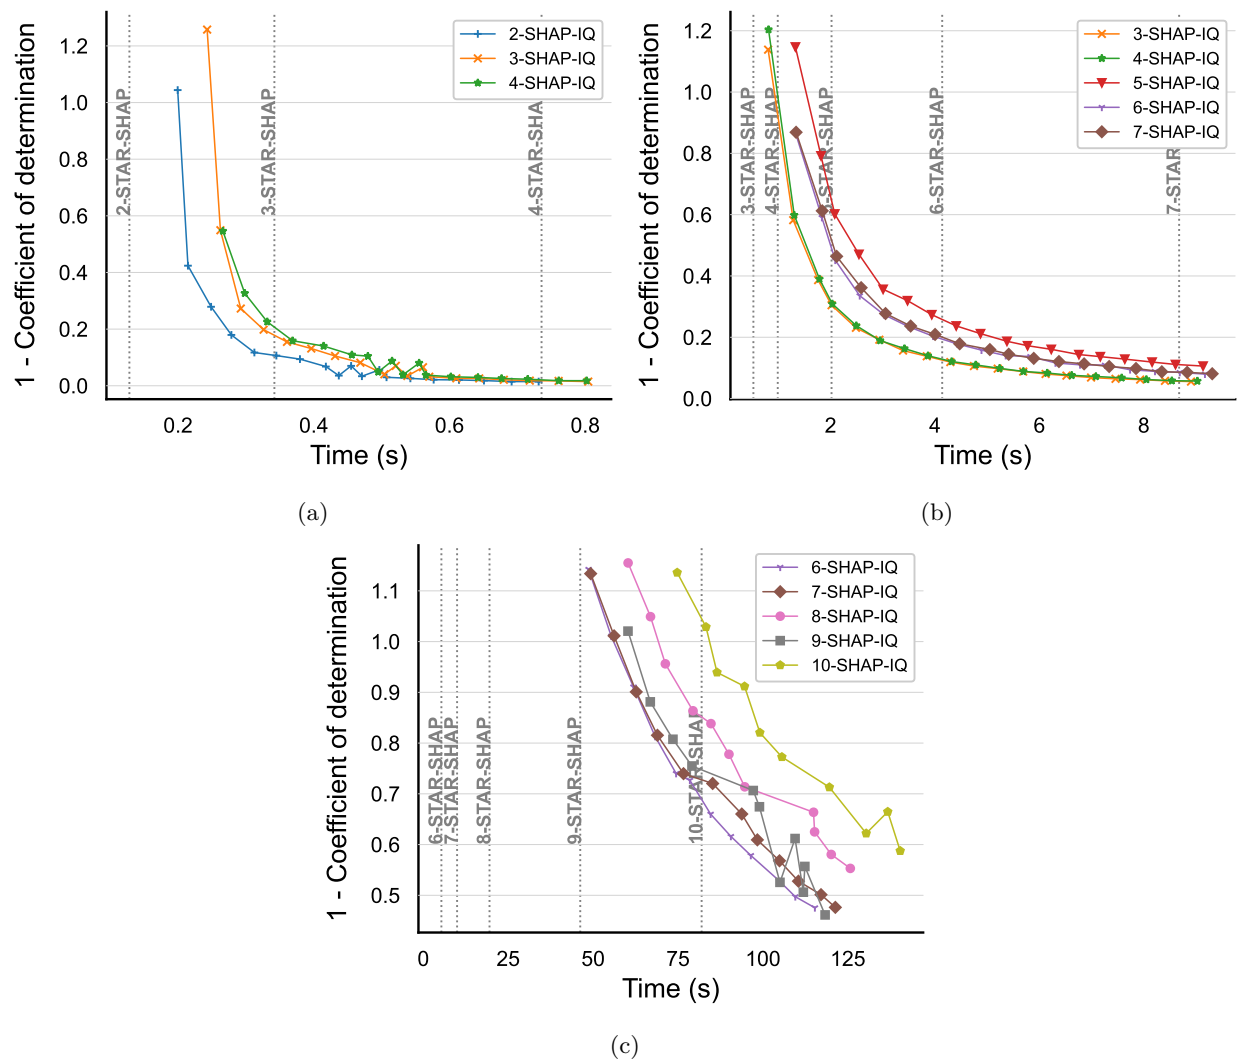 1 - Coefficient of determination
1.2
1.0
0.8
0.6
0.4
0.2
0.0
2-STAR-SHAP
3-STAR-SHAP
4-STAR-SHA
2-SHAP-IQ
3-SHAP-IQ
4-SHAP-IQ
0.2 0.4 0.6 0.8
Time (s)
(a)
1 - Coefficient of determination
1.2
1.0
0.8
0.6
0.4
0.2
0.0
3-STAR-SHAP
4-STAR-SHAP
-STAR-SHAP
6-STAR-SHAP
7-STAR
3-SHAP-IQ
4-SHAP-IQ
5-SHAP-IQ
6-SHAP-IQ
7-SHAP-IQ
2 4 6 8
Time (s)
(b)
1 - Coefficient of determination
1.1
1.0
0.9
0.8
0.7
0.6
0.5
6-STAR-SHAP
7-STAR-SHAP
8-STAR-SHAP
9-STAR-SHAP
10-STAR-SHAP
6-SHAP-IQ
7-SHAP-IQ
8-SHAP-IQ
9-SHAP-IQ
10-SHAP-IQ
0 25 50 75 100 125
Time (s)
(c)